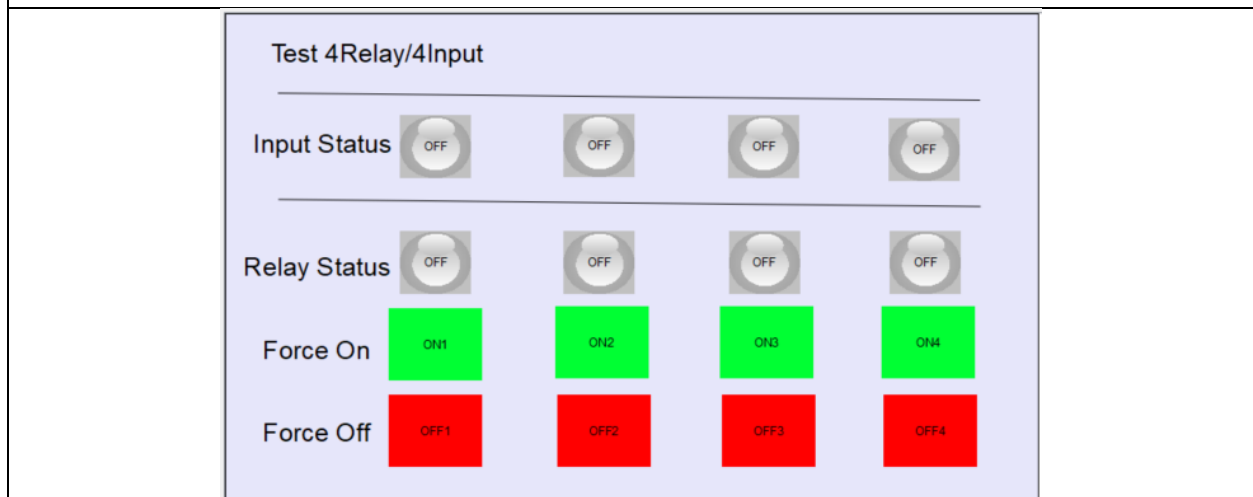 Test 4Relay/4Input
Input Status OFF OFF OFF OFF
Relay Status OFF OFF OFF OFF
Force On ON1 ON2 ON3 ON4
Force Off OFF1 OFF2 OFF3 OFF4